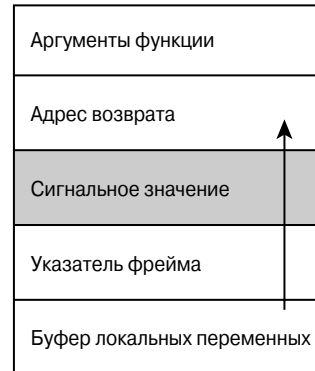 Аргументы функции
Адрес возврата
Сигнальное значение
Указатель фрейма
Буфер локальных переменных